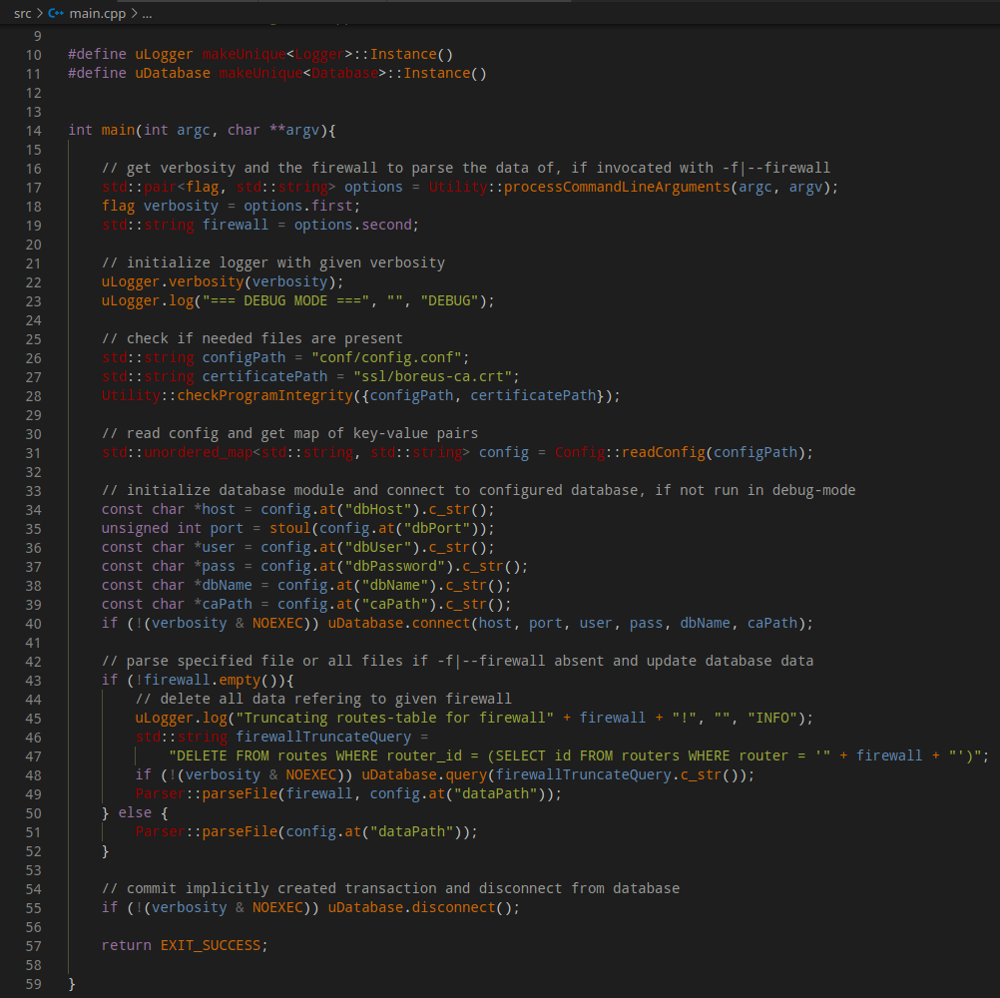 src > C++ main.cpp > ...
9
10 #define uLogger makeUnique<Logger>::Instance()
11 #define uDatabase makeUnique<Database>::Instance()
12
13
14 int main(int argc, char **argv){
15
16     // get verbosity and the firewall to parse the data of, if invocated with -f|--firewall
17     std::pair<flag, std::string> options = Utility::processCommandLineArguments(argc, argv);
18     flag verbosity = options.first;
19     std::string firewall = options.second;
20
21     // initialize logger with given verbosity
22     uLogger.verbosity(verbosity);
23     uLogger.log("=== DEBUG MODE ===", "", "DEBUG");
24
25     // check if needed files are present
26     std::string configPath = "conf/config.conf";
27     std::string certificatePath = "ssl/boreus-ca.crt";
28     Utility::checkProgramIntegrity({configPath, certificatePath});
29
30     // read config and get map of key-value pairs
31     std::unordered_map<std::string, std::string> config = Config::readConfig(configPath);
32
33     // initialize database module and connect to configured database, if not run in debug-mode
34     const char *host = config.at("dbHost").c_str();
35     unsigned int port = stoul(config.at("dbPort"));
36     const char *user = config.at("dbUser").c_str();
37     const char *pass = config.at("dbPassword").c_str();
38     const char *dbName = config.at("dbName").c_str();
39     const char *caPath = config.at("caPath").c_str();
40     if (!(verbosity & NOEXEC)) uDatabase.connect(host, port, user, pass, dbName, caPath);
41
42     // parse specified file or all files if -f|--firewall absent and update database data
43     if (!firewall.empty()){
44         // delete all data refering to given firewall
45         uLogger.log("Truncating routes-table for firewall" + firewall + "!", "", "INFO");
46         std::string firewallTruncateQuery =
47             "DELETE FROM routes WHERE router_id = (SELECT id FROM routers WHERE router = '" + firewall + "')";
48         if (!(verbosity & NOEXEC)) uDatabase.query(firewallTruncateQuery.c_str());
49         Parser::parseFile(firewall, config.at("dataPath"));
50     } else {
51         Parser::parseFile(config.at("dataPath"));
52     }
53
54     // commit implicitly created transaction and disconnect from database
55     if (!(verbosity & NOEXEC)) uDatabase.disconnect();
56
57     return EXIT_SUCCESS;
58
59 }